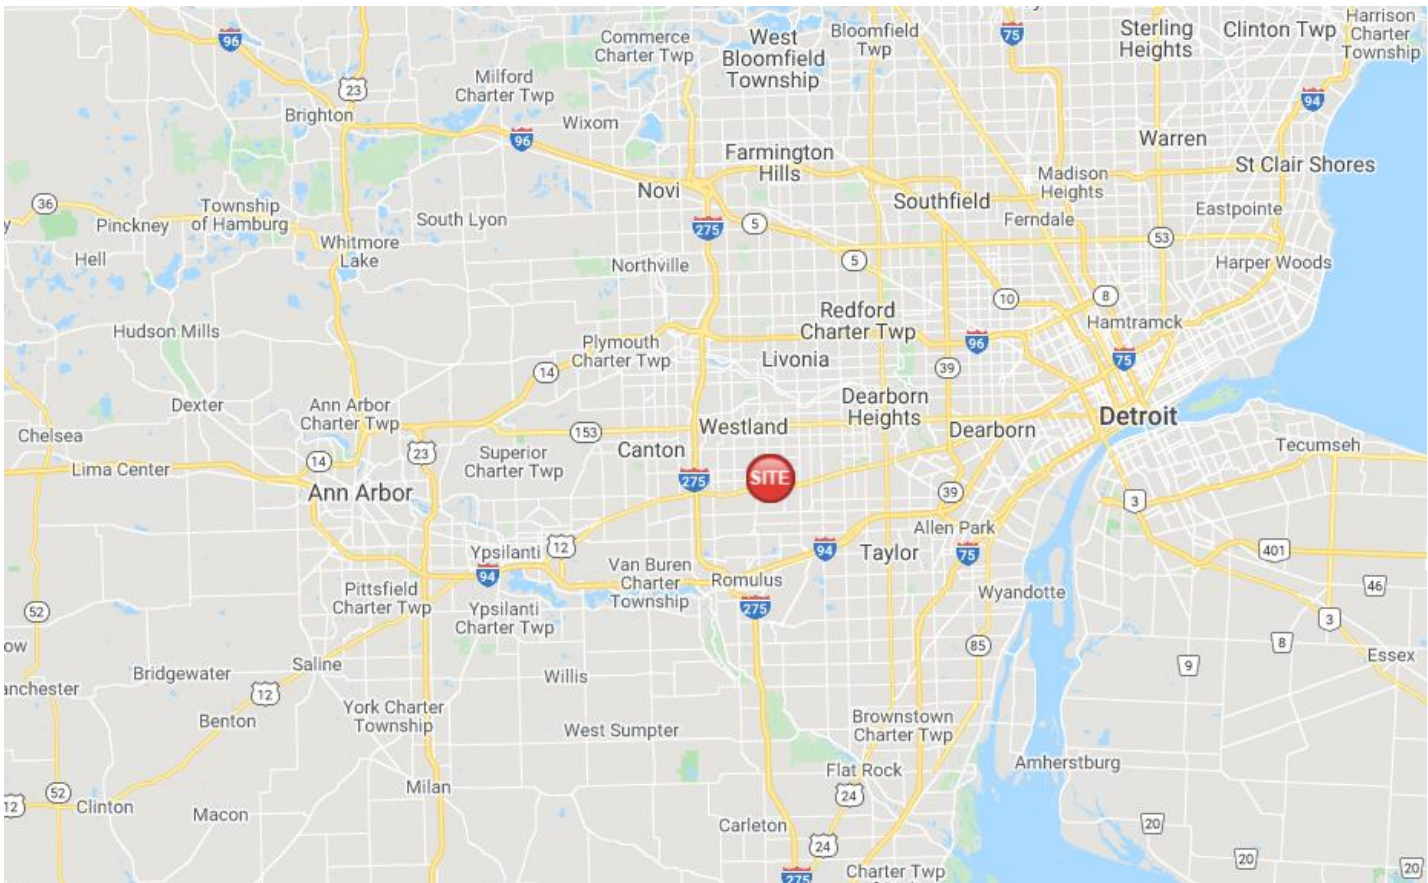 Harrison
Charter
Township
Sterling
Heights
Clinton Twp
75
Bloomfield
Twp
West
Bloomfield
Township
Commerce
Charter Twp
96
23
Milford
Charter Twp
94
Brighton
Wixom
96
Warren
Farmington
Hills
St Clair Shores
Madison
Heights
Novi
Southfield
36
Township
of Hamburg
Pinckney
y
South Lyon
275
5
Ferndale
Eastpointe
53
Whitmore
Lake
Hell
Northville
5
Harper Woods
10
8
Redford
Charter Twp
Hamtramck
Hudson Mills
Plymouth
Charter Twp
Livonia
96
75
14
39
Dexter
Ann Arbor
Charter Twp
Dearborn
Heights
Detroit
Chelsea
153
Westland
Dearborn
Tecumseh
23
Superior
Charter Twp
Canton
14
Lima Center
275
SITE
Ann Arbor
39
3
Allen Park
12
Ypsilanti
94
Taylor
75
401
94
Van Buren
Charter
Township
Romulus
46
Pittsfield
Charter Twp
Wyandotte
52
Ypsilanti
Charter Twp
275
3
ow
85
8
Essex
Saline
9
Bridgewater
Willis
anchester
12
York Charter
Township
Benton
West Sumpter
Brownstown
Charter Twp
Flat Rock
Amherstburg
Milan
52
24
12
Clinton
Macon
Carleton
20
24
20
20
275
Charter Twp